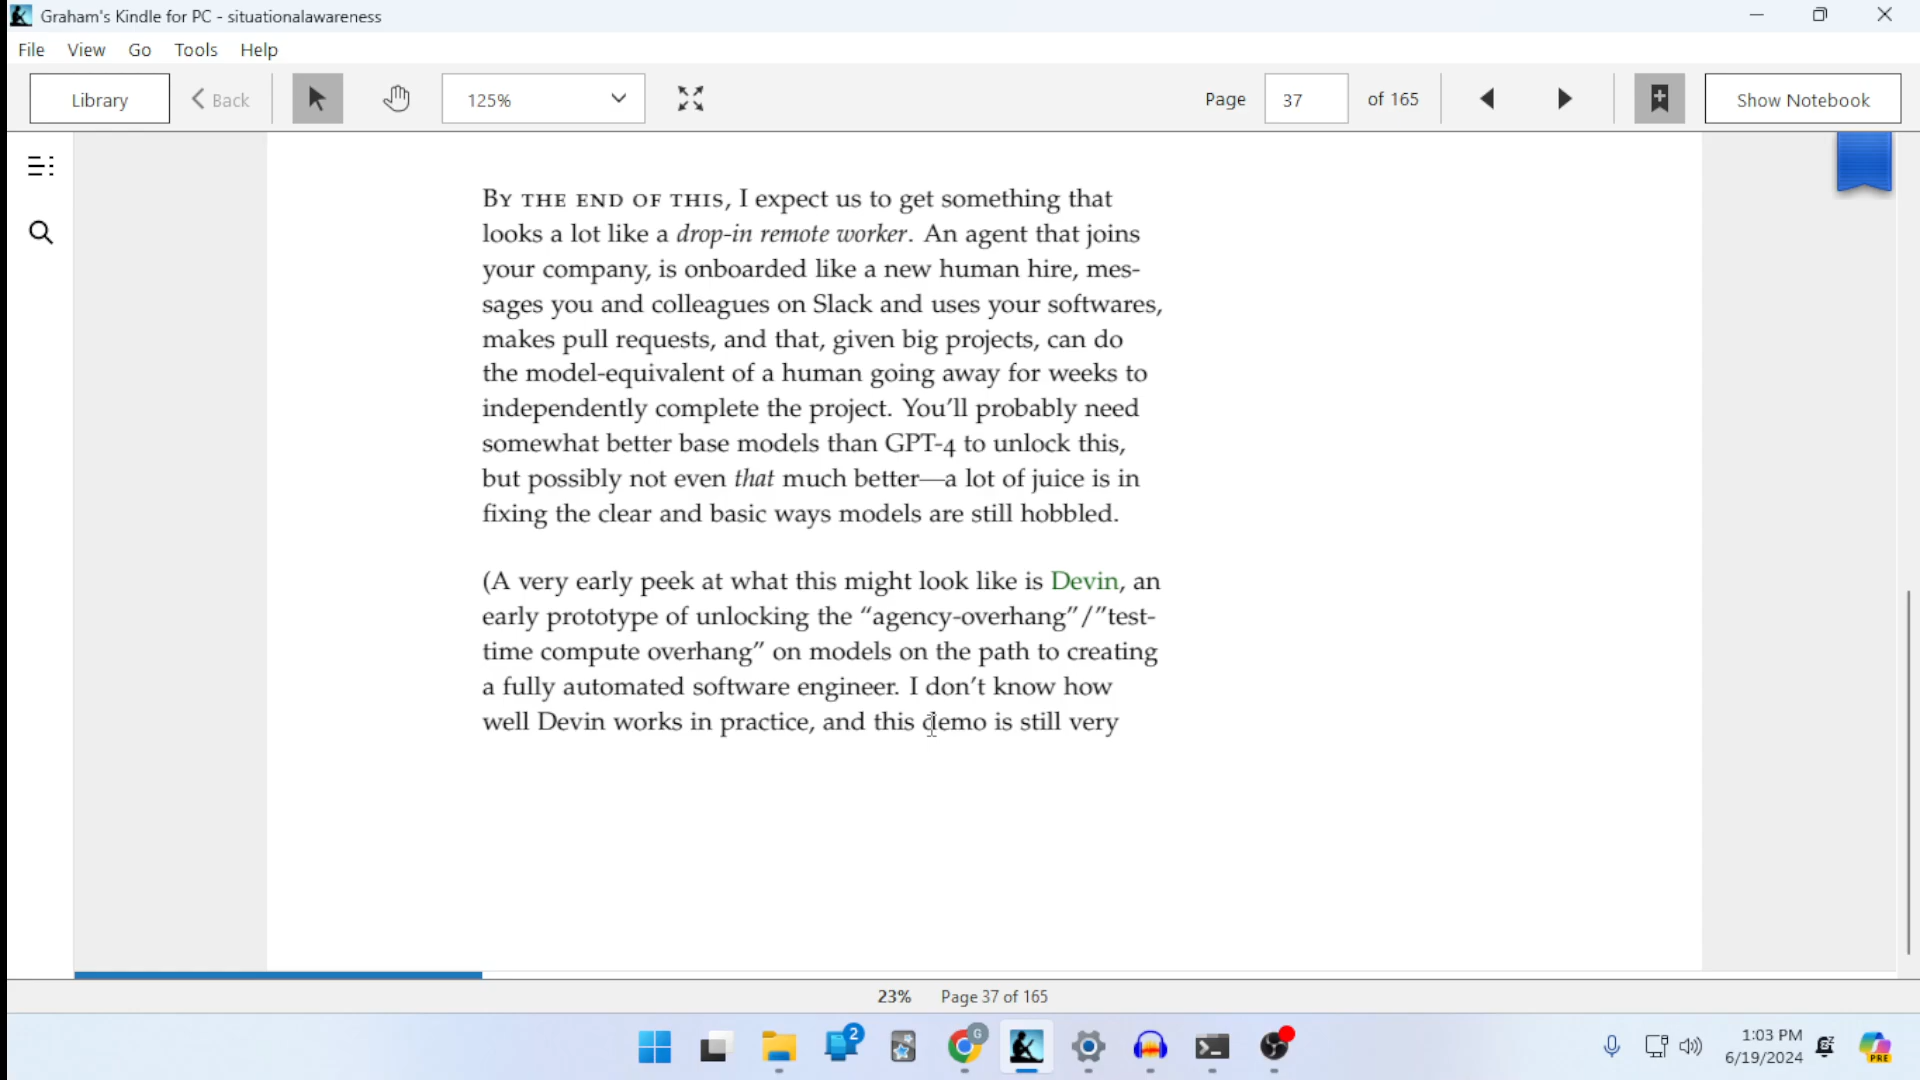 Graham's Kindle for PC - situationalawareness
File View Go Tools Help
Library Back 125% Page 37 of 165 Show Notebook
BY THE END OF THIS, I expect us to get something that
looks a lot like a drop-in remote worker. An agent that joins
your company, is onboarded like a new human hire, mes-
sages you and colleagues on Slack and uses your softwares,
makes pull requests, and that, given big projects, can do
the model-equivalent of a human going away for weeks to
independently complete the project. You'll probably need
somewhat better base models than GPT-4 to unlock this,
but possibly not even that much better—a lot of juice is in
fixing the clear and basic ways models are still hobbled.
(A very early peek at what this might look like is Devin, an
early prototype of unlocking the “agency-overhang”/”test-
time compute overhang” on models on the path to creating
a fully automated software engineer. I don't know how
well Devin works in practice, and this demo is still very
23% Page 37 of 165
2
G
1:03 PM
6/19/2024
PRE